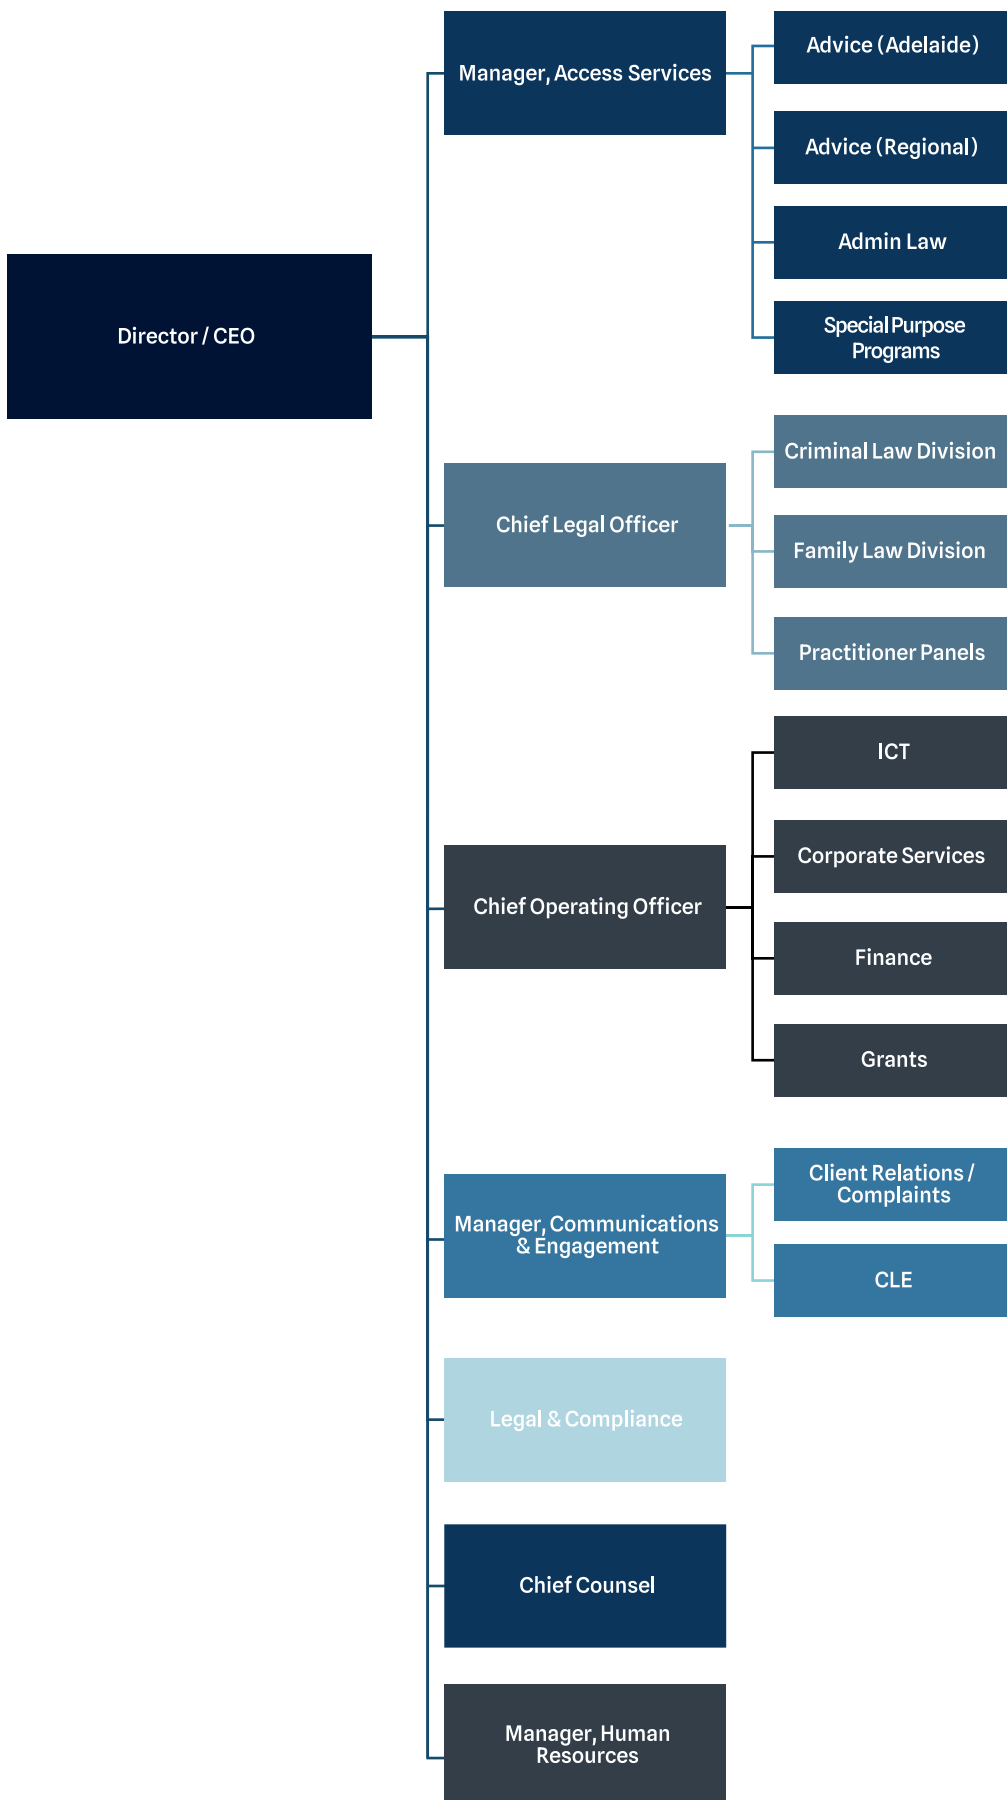 Director / CEO
Manager, Access Services
Advice (Adelaide)
Advice (Regional)
Admin Law
Special Purpose
Programs
Chief Legal Officer
Criminal Law Division
Family Law Division
Practitioner Panels
Chief Operating Officer
ICT
Corporate Services
Finance
Grants
Manager, Communications
& Engagement
Client Relations /
Complaints
CLE
Legal & Compliance
Chief Counsel
Manager, Human
Resources